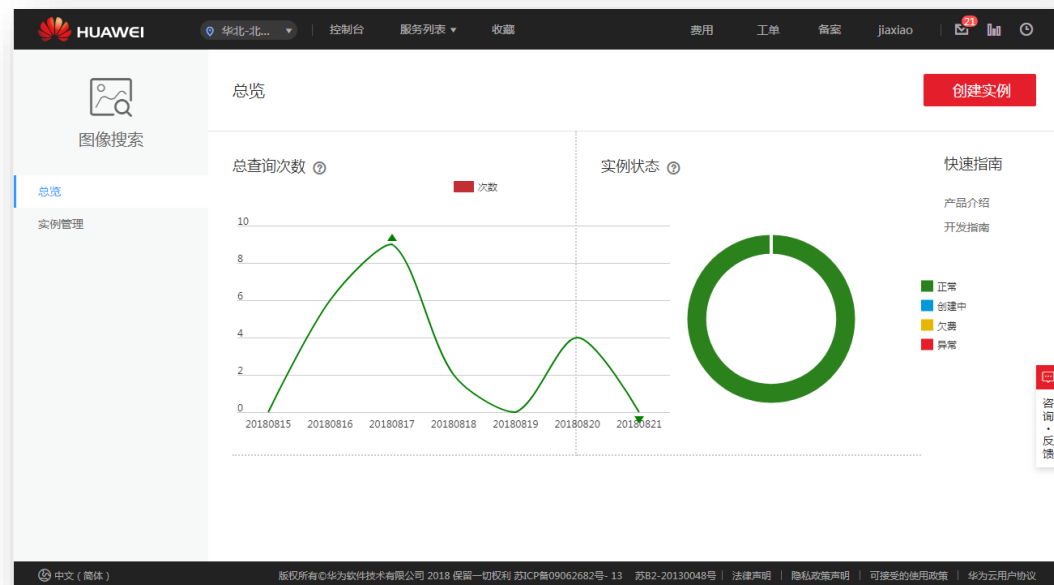 HUAWEI 华北-北... 控制台 服务列表 收藏 费用 工单 备案 jiaxiao 21
图像搜索
总览
实例管理
总览
创建实例
总查询次数 ?
次数
10
8
6
4
2
0
20180815 20180816 20180817 20180818 20180819 20180820 20180821
实例状态 ?
正常
创建中
欠费
异常
快速指南
产品介绍
开发指南
咨询·反馈
中文（简体） 版权所有©华为软件技术有限公司 2018 保留一切权利 苏ICP备09062682号- 13 苏B2-20130048号 | 法律声明 | 隐私政策声明 | 可接受的使用政策 | 华为云用户协议